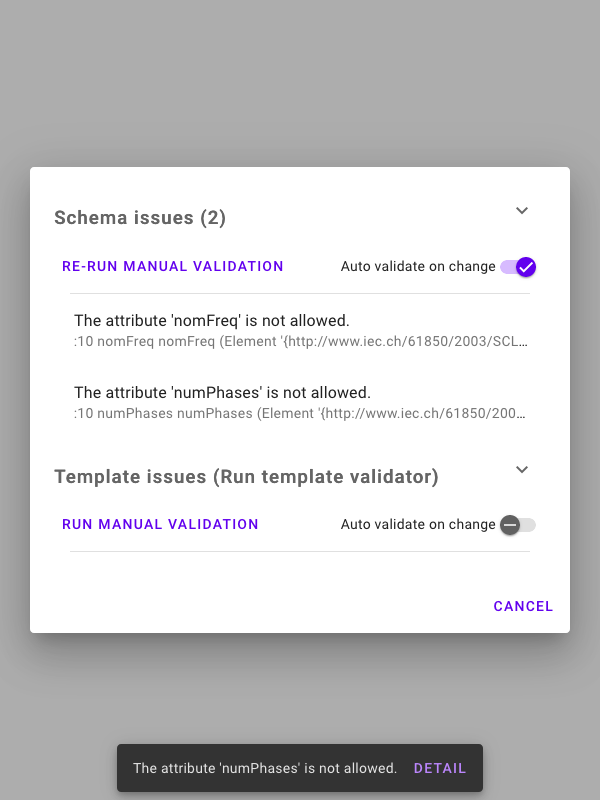 Schema issues (2)
RE-RUN MANUAL VALIDATION
Auto validate on change
The attribute 'nomFreq' is not allowed.
:10 nomFreq nomFreq (Element '{http://www.iec.ch/61850/2003/SCL...
The attribute 'numPhases' is not allowed.
:10 numPhases numPhases (Element '{http://www.iec.ch/61850/200...
Template issues (Run template validator)
RUN MANUAL VALIDATION
Auto validate on change
CANCEL
The attribute 'numPhases' is not allowed.
DETAIL